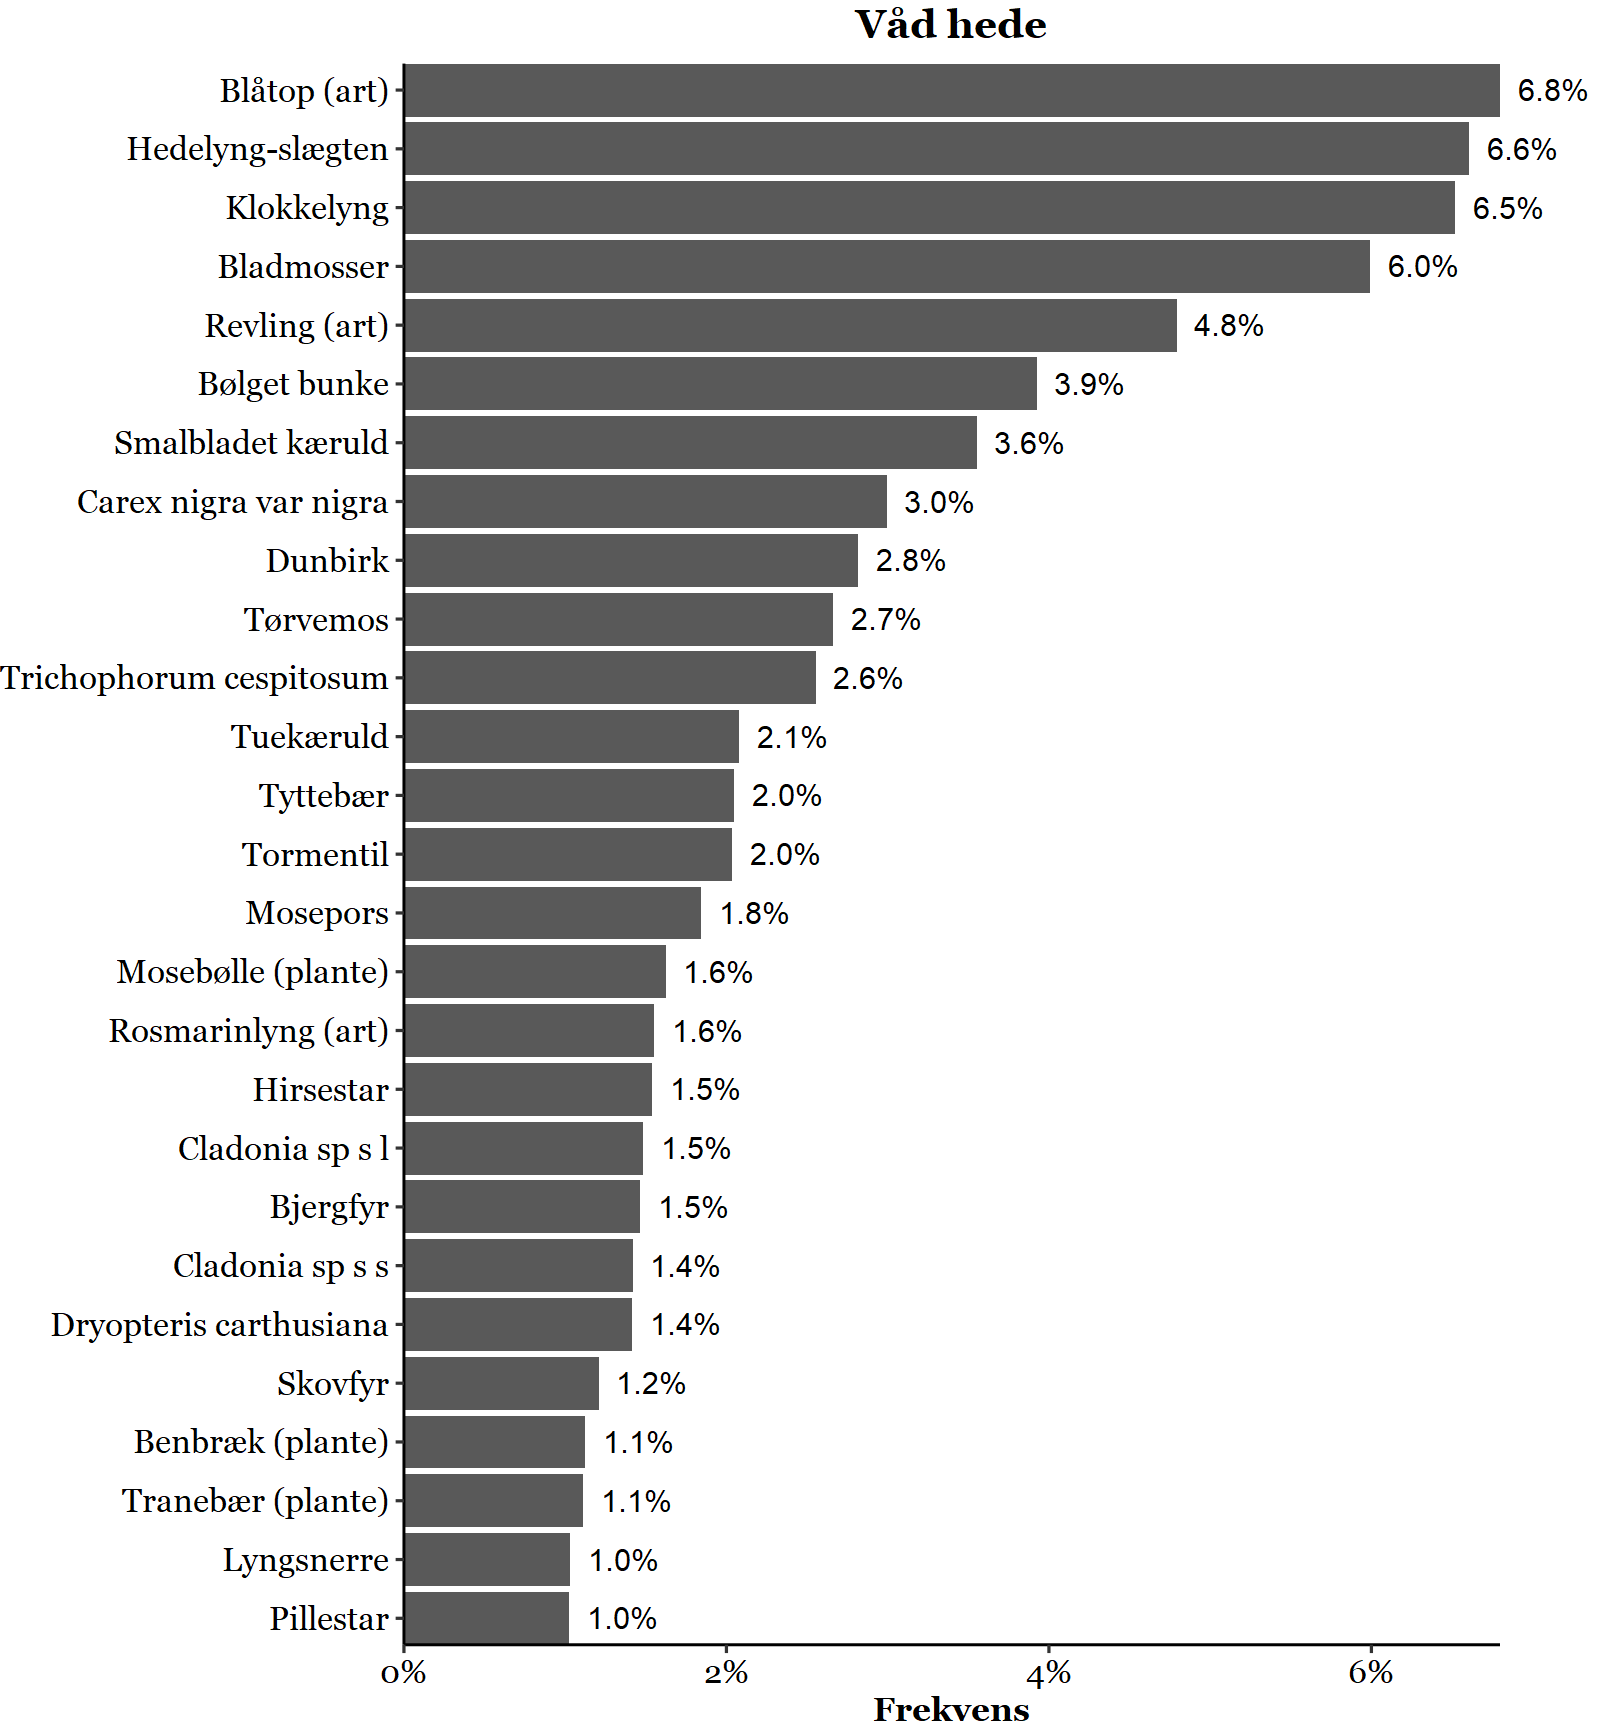 Våd hede
Blåtop (art) 6.8%
Hedelyng-slægten 6.6%
Klokkelyng 6.5%
Bladmosser 6.0%
Revling (art) 4.8%
Bølget bunke 3.9%
Smalbladet kæruld 3.6%
Carex nigra var nigra 3.0%
Dunbirk 2.8%
Tørvemos 2.7%
Trichophorum cespitosum 2.6%
Tuekæruld 2.1%
Tyttebær 2.0%
Tormentil 2.0%
Mosepors 1.8%
Mosebølle (plante) 1.6%
Rosmarinlyng (art) 1.6%
Hirsestar 1.5%
Cladonia sp s l 1.5%
Bjergfyr 1.5%
Cladonia sp s s 1.4%
Dryopteris carthusiana 1.4%
Skovfyr 1.2%
Benbræk (plante) 1.1%
Tranebær (plante) 1.1%
Lyngsnerre 1.0%
Pillestar 1.0%
0% 2% 4% 6%
Frekvens